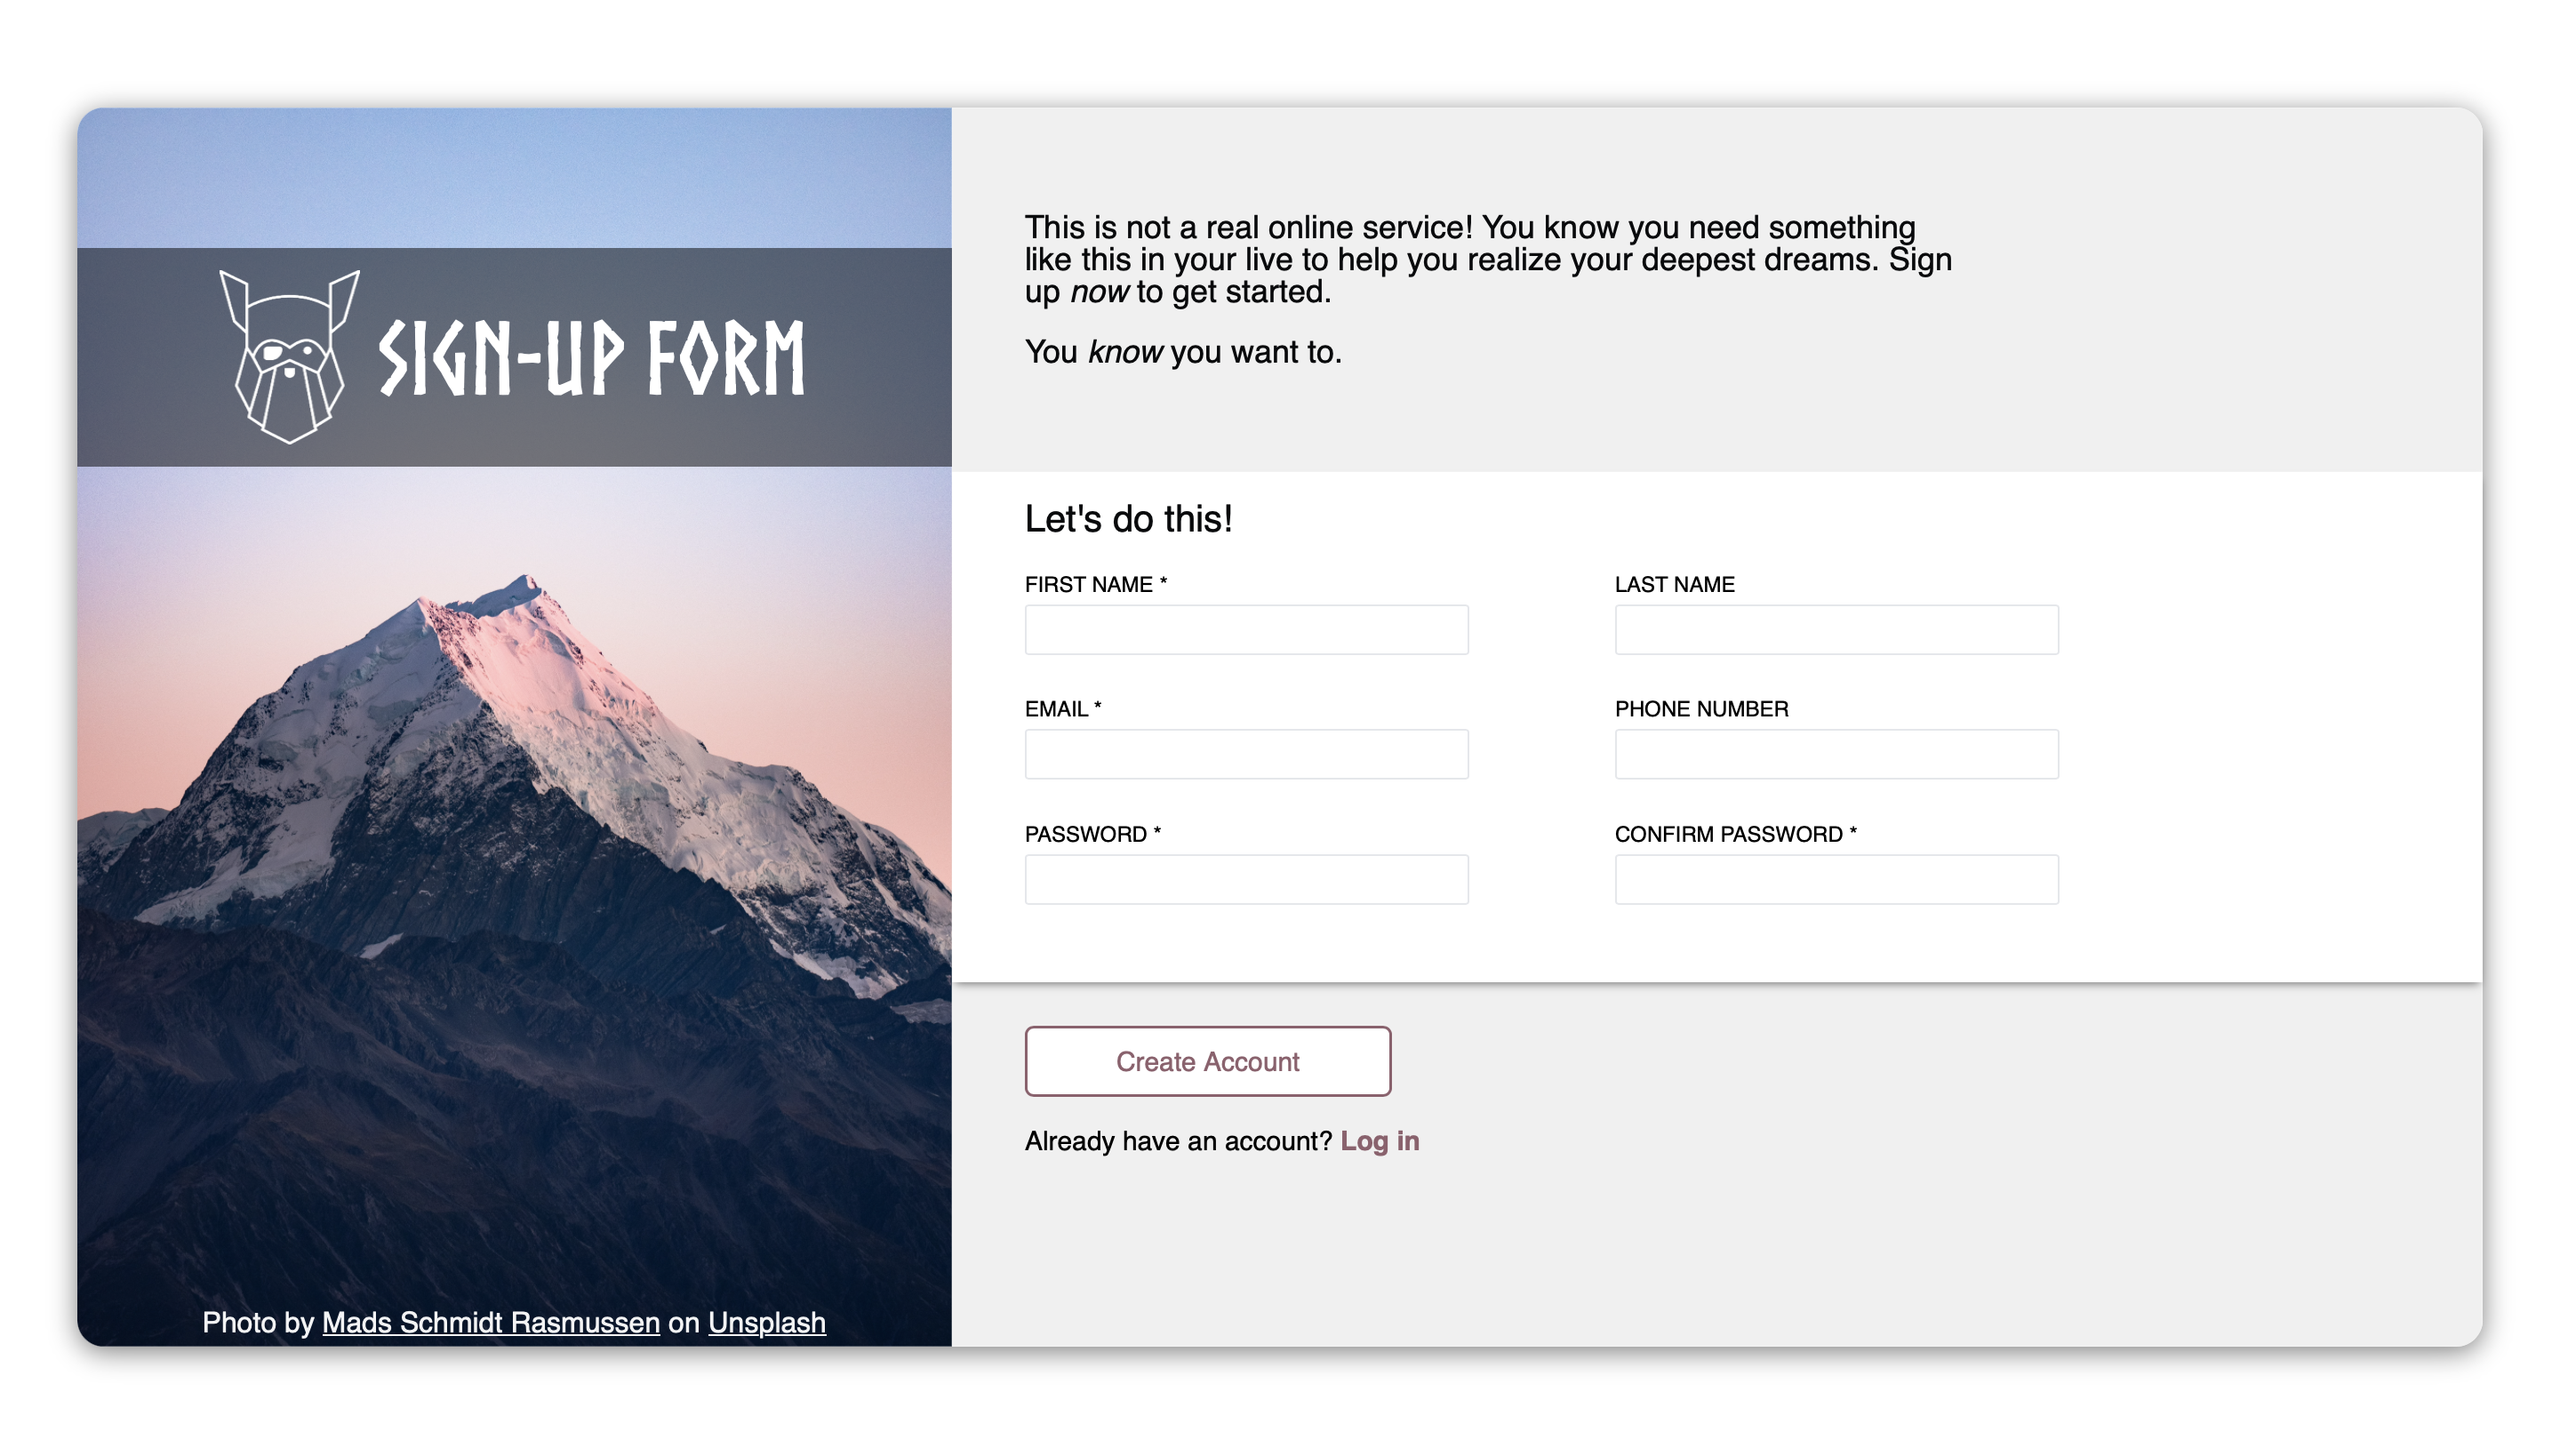 SIGN-UP FORM
Photo by Mads Schmidt Rasmussen on Unsplash
This is not a real online service! You know you need something
like this in your live to help you realize your deepest dreams. Sign
up now to get started.
You know you want to.
Let's do this!
FIRST NAME *
LAST NAME
EMAIL *
PHONE NUMBER
PASSWORD *
CONFIRM PASSWORD *
Create Account
Already have an account? Log in